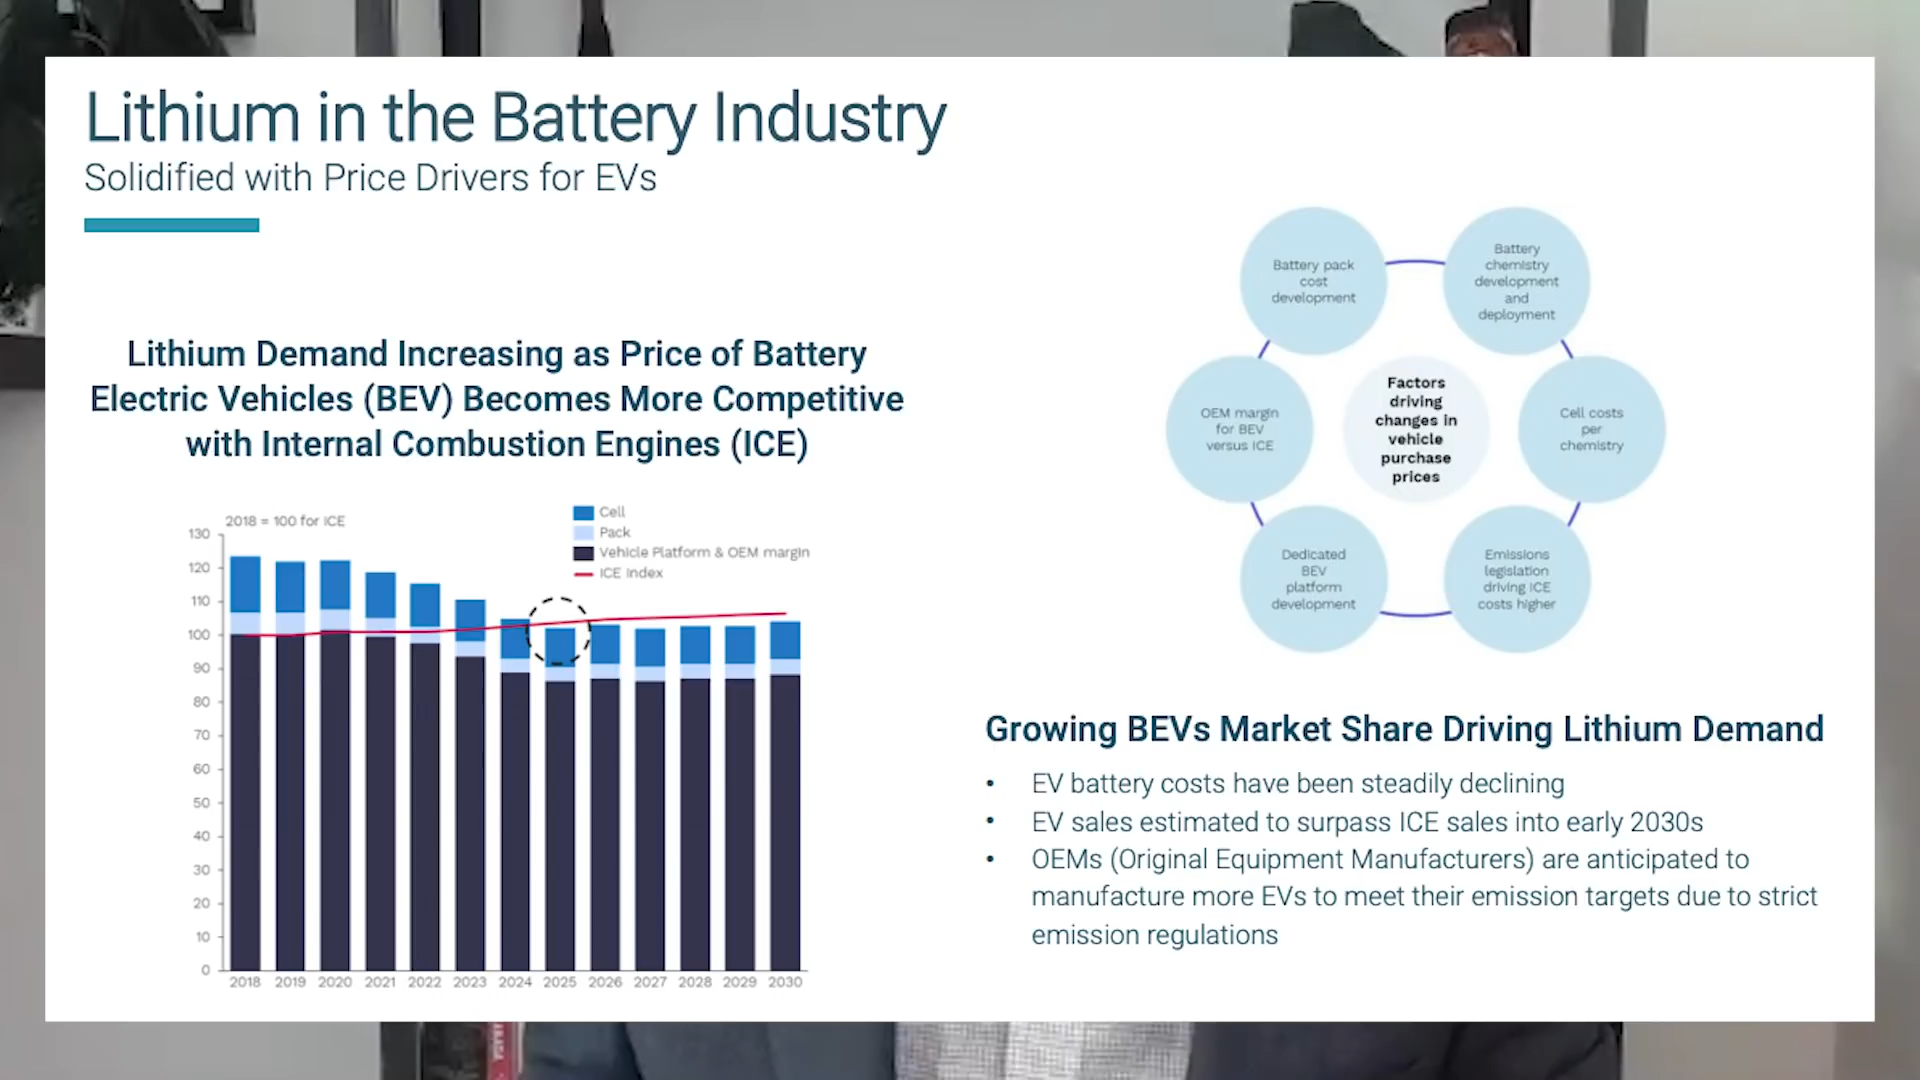 Lithium in the Battery Industry
Solidified with Price Drivers for EVs
Lithium Demand Increasing as Price of Battery
Electric Vehicles (BEV) Becomes More Competitive
with Internal Combustion Engines (ICE)
2018 = 100 for ICE
Cell
Pack
Vehicle Platform & OEM margin
ICE Index
130
120
110
100
90
80
70
60
50
40
30
20
10
0
2018 2019 2020 2021 2022 2023 2024 2025 2026 2027 2028 2029 2030
Battery pack
cost
development
Battery
chemistry
development
and
deployment
OEM margin
for BEV
versus ICE
Factors
driving
changes in
vehicle
purchase
prices
Cell costs
per
chemistry
Dedicated
BEV
platform
development
Emissions
legislation
driving ICE
costs higher
Growing BEVs Market Share Driving Lithium Demand
• EV battery costs have been steadily declining
• EV sales estimated to surpass ICE sales into early 2030s
• OEMs (Original Equipment Manufacturers) are anticipated to
manufacture more EVs to meet their emission targets due to strict
emission regulations